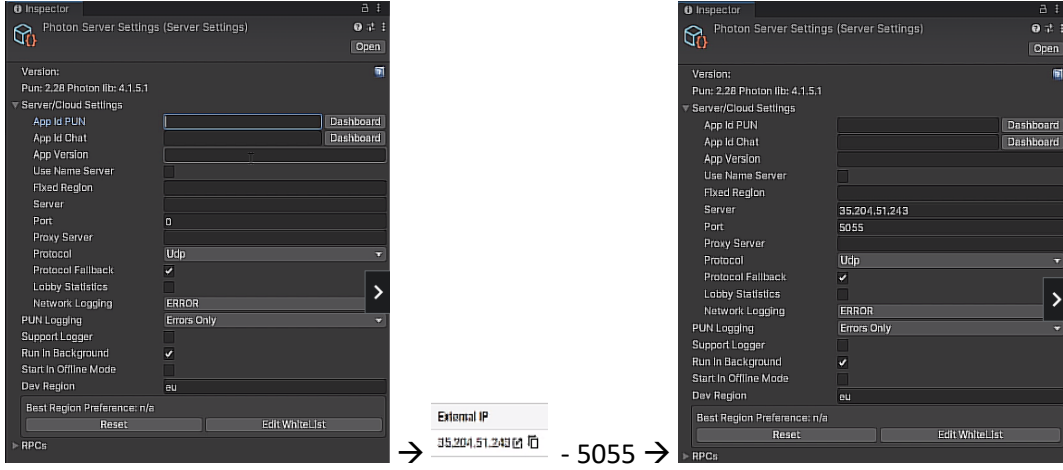 Inspector
Photon Server Settings (Server Settings)
Open
Version:
Pun: 2.28 Photon lib: 4.1.5.1
Server/Cloud Settings
App Id PUN Dashboard
App Id Chat Dashboard
App Version
Use Name Server
Fixed Region
Server
Port 0
Proxy Server
Protocol Udp
Protocol Fallback
Lobby Statistics
Network Logging ERROR
PUN Logging Errors Only
Support Logger
Run In Background
Start In Offline Mode
Dev Region eu
Best Region Preference: n/a
Reset Edit WhiteList
RPCs
→
External IP
35.204.51.243
- 5055 →
Inspector
Photon Server Settings (Server Settings)
Open
Version:
Pun: 2.28 Photon lib: 4.1.5.1
Server/Cloud Settings
App Id PUN Dashboard
App Id Chat Dashboard
App Version
Use Name Server
Fixed Region
Server 35.204.51.243
Port 5055
Proxy Server
Protocol Udp
Protocol Fallback
Lobby Statistics
Network Logging ERROR
PUN Logging Errors Only
Support Logger
Run In Background
Start In Offline Mode
Dev Region eu
Best Region Preference: n/a
Reset Edit WhiteList
RPCs